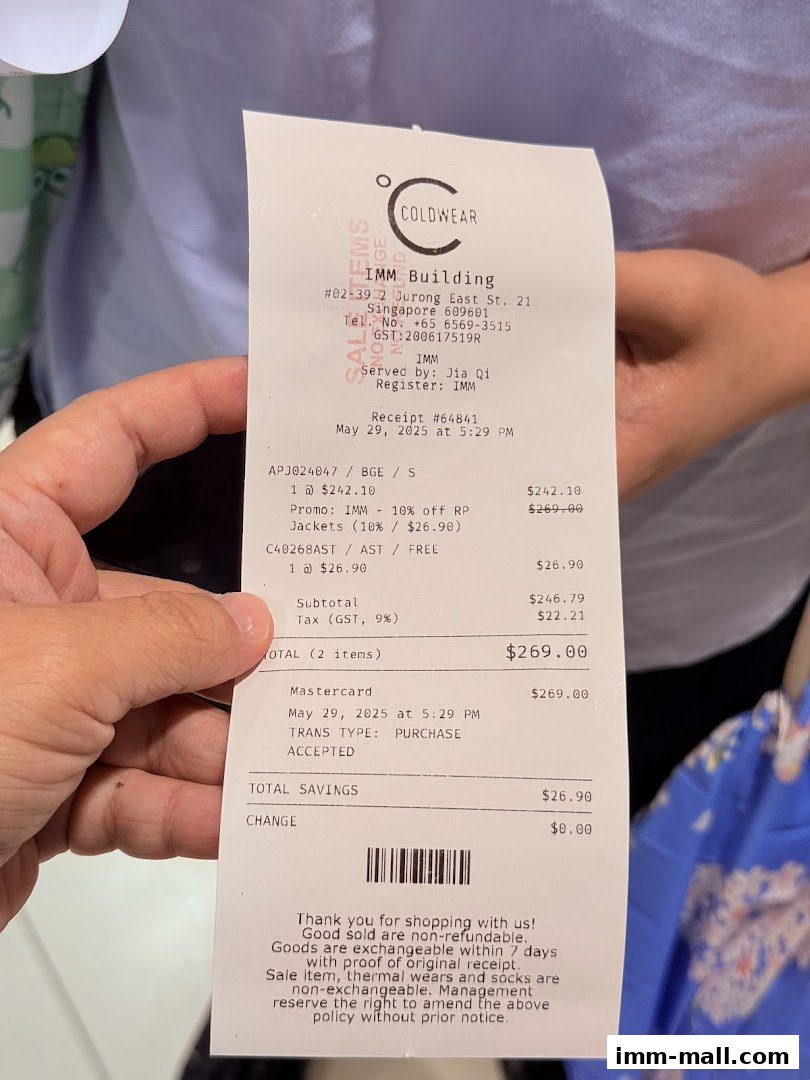 COLDWEAR
SALE ITEMS
NO EXCHANGE
NO REFUND
IMM Building
#02-39 2 Jurong East St. 21
Singapore 609601
Tel. No. +65 6569-3515
GST:200617519R
IMM
Served by: Jia Qi
Register: IMM
Receipt #64841
May 29, 2025 at 5:29 PM
APJ024047 / BGE / S
1 @ $242.10 $242.10
Promo: IMM - 10% off RP $269.00
Jackets (10% / $26.90)
C40268AST / AST / FREE
1 @ $26.90 $26.90
Subtotal $246.79
Tax (GST, 9%) $22.21
TOTAL (2 items) $269.00
Mastercard $269.00
May 29, 2025 at 5:29 PM
TRANS TYPE: PURCHASE
ACCEPTED
TOTAL SAVINGS $26.90
CHANGE $0.00
Thank you for shopping with us!
Good sold are non-refundable.
Goods are exchangeable within 7 days
with proof of original receipt.
Sale item, thermal wears and socks are
non-exchangeable. Management
reserve the right to amend the above
policy without prior notice.
imm-mall.com